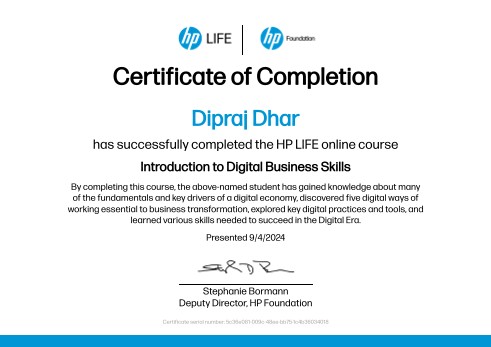 hp LIFE hp Foundation
Certificate of Completion
Dipraj Dhar
has successfully completed the HP LIFE online course
Introduction to Digital Business Skills
By completing this course, the above-named student has gained knowledge about many
of the fundamentals and key drivers of a digital economy, discovered five digital ways of
working essential to business transformation, explored key digital practices and tools, and
learned various skills needed to succeed in the Digital Era.
Presented 9/4/2024
Stephanie Bormann
Deputy Director, HP Foundation
Certificate serial number: